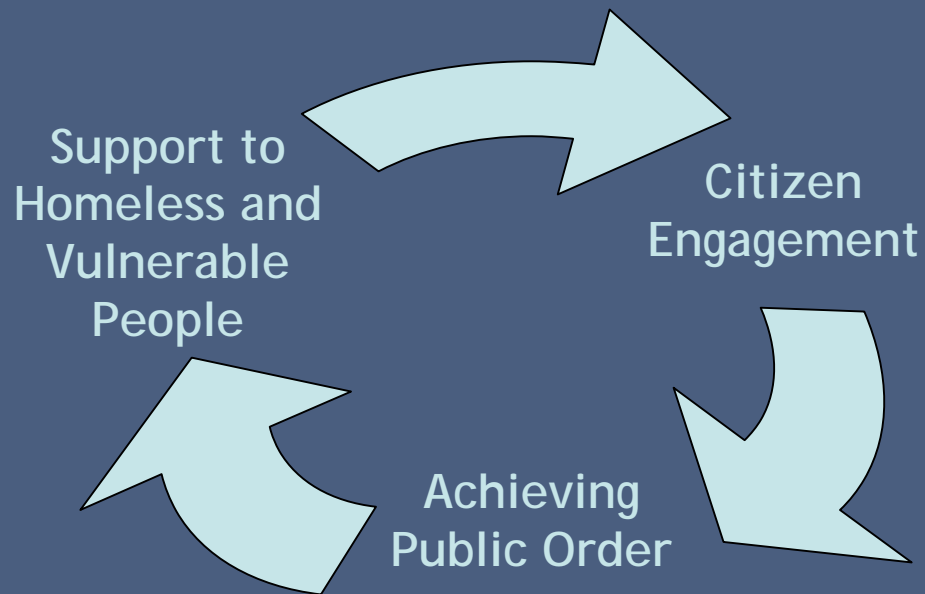 Support to
Homeless and
Vulnerable
People
Citizen
Engagement
Achieving
Public Order